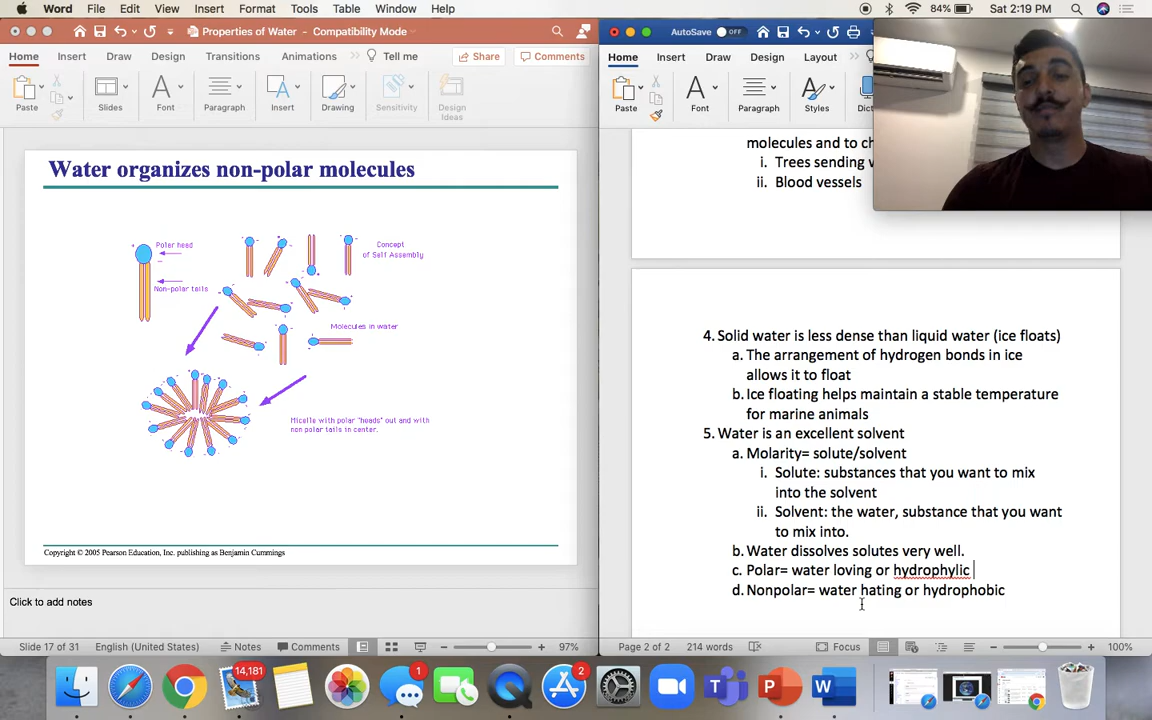 Word File Edit View Insert Format Tools Table Window Help
84% Sat 2:19 PM
Properties of Water - Compatibility Mode
Home Insert Draw Design Transitions Animations Tell me Share Comments
Paste Slides Font Paragraph Insert Drawing Sensitivity Design Ideas
Water organizes non-polar molecules
Polar head
Non-polar tails
Concept
of Self Assembly
Molecules in water
Micelle with polar "heads" out and with
non polar tails in center.
Copyright © 2005 Pearson Education, Inc. publishing as Benjamin Cummings
Click to add notes
Slide 17 of 31 English (United States) Notes Comments 97%
AutoSave OFF
Home Insert Draw Design Layout
Paste Font Paragraph Styles Dict
molecules and to ch
i. Trees sending w
ii. Blood vessels
4. Solid water is less dense than liquid water (ice floats)
a. The arrangement of hydrogen bonds in ice
allows it to float
b. Ice floating helps maintain a stable temperature
for marine animals
5. Water is an excellent solvent
a. Molarity= solute/solvent
i. Solute: substances that you want to mix
into the solvent
ii. Solvent: the water, substance that you want
to mix into.
b. Water dissolves solutes very well.
c. Polar= water loving or hydrophylic
d. Nonpolar= water hating or hydrophobic
Page 2 of 2 214 words Focus 100%
14,181 1 2